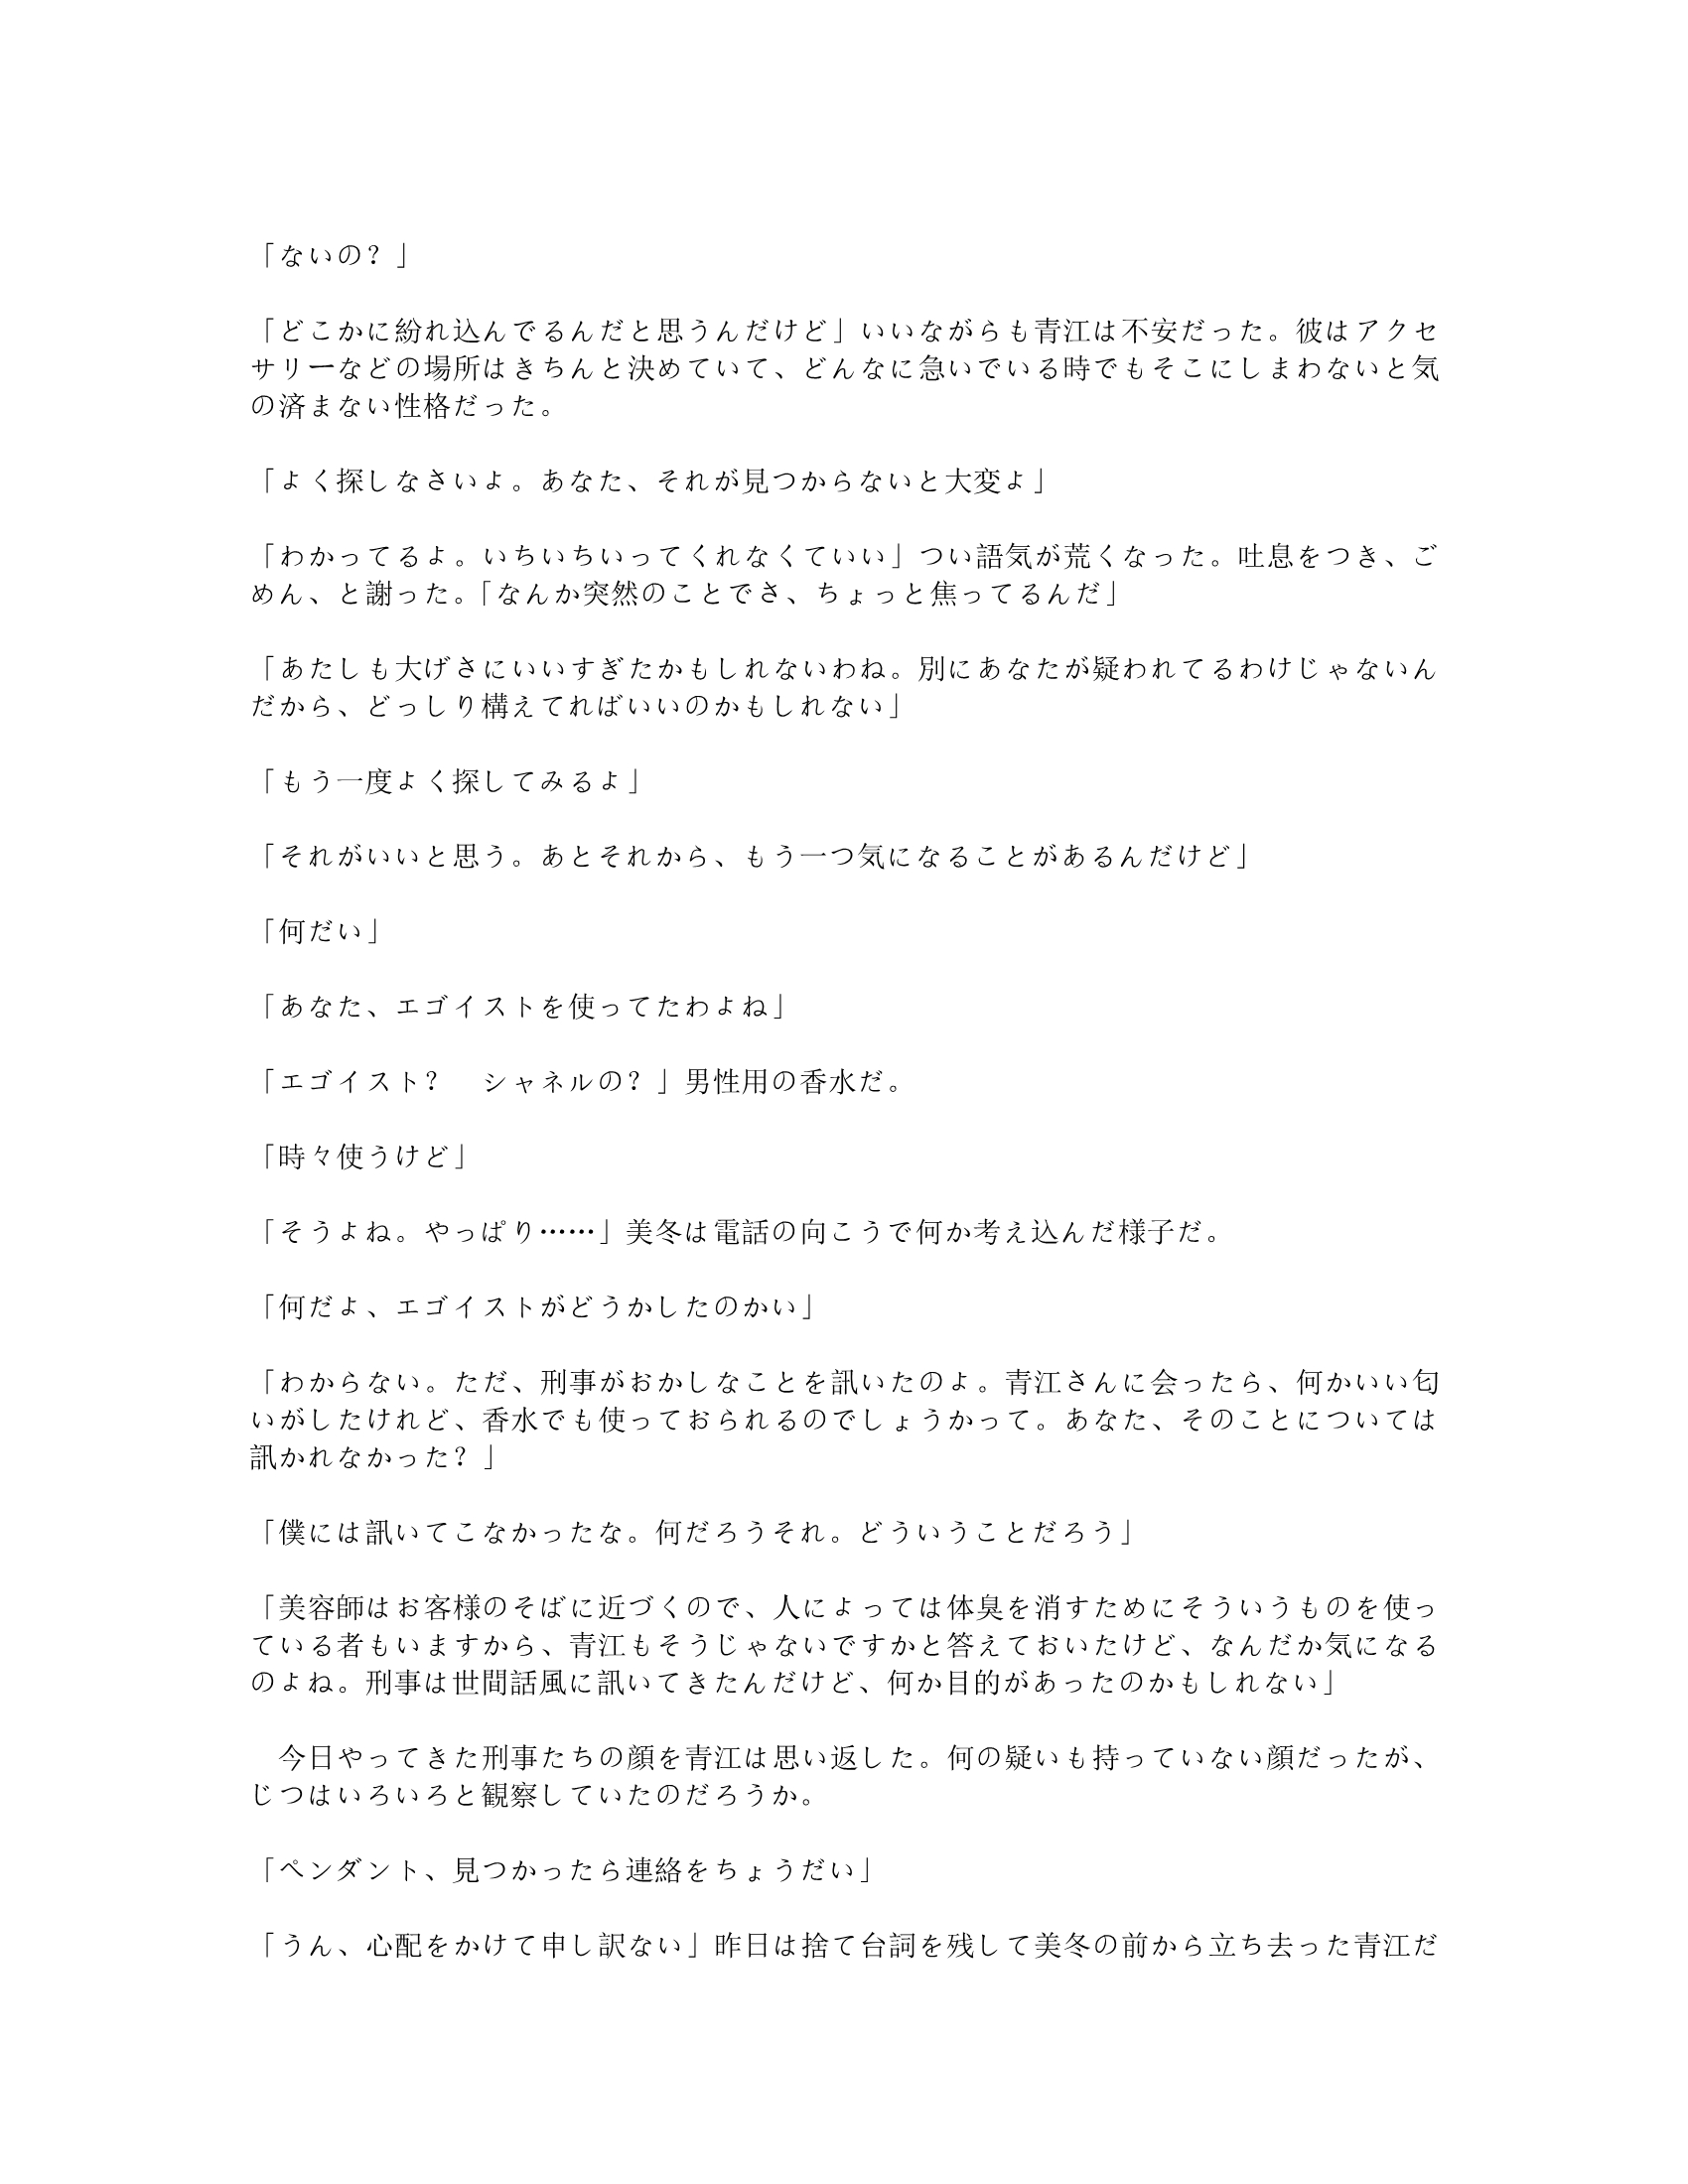 「ないの？」
「どこかに紛れ込んでるんだと思うんだけど」いいながらも青江は不安だった。彼はアクセ
サリーなどの場所はきちんと決めていて、どんなに急いでいる時でもそこにしまわないと気
の済まない性格だった。
「よく探しなさいよ。あなた、それが見つからないと大変よ」
「わかってるよ。いちいちいってくれなくていい」つい語気が荒くなった。吐息をつき、ご
めん、と謝った。「なんか突然のことでさ、ちょっと焦ってるんだ」
「あたしも大げさにいいすぎたかもしれないわね。別にあなたが疑われてるわけじゃないん
だから、どっしり構えてればいいのかもしれない」
「もう一度よく探してみるよ」
「それがいいと思う。あとそれから、もう一つ気になることがあるんだけど」
「何だい」
「あなた、エゴイストを使ってたわよね」
「エゴイスト？　シャネルの？」男性用の香水だ。
「時々使うけど」
「そうよね。やっぱり……」美冬は電話の向こうで何か考え込んだ様子だ。
「何だよ、エゴイストがどうかしたのかい」
「わからない。ただ、刑事がおかしなことを訊いたのよ。青江さんに会ったら、何かいい匂
いがしたけれど、香水でも使っておられるのでしょうかって。あなた、そのことについては
訊かれなかった？」
「僕には訊いてこなかったな。何だろうそれ。どういうことだろう」
「美容師はお客様のそばに近づくので、人によっては体臭を消すためにそういうものを使っ
ている者もいますから、青江もそうじゃないですかと答えておいたけど、なんだか気になる
のよね。刑事は世間話風に訊いてきたんだけど、何か目的があったのかもしれない」
　今日やってきた刑事たちの顔を青江は思い返した。何の疑いも持っていない顔だったが、
じつはいろいろと観察していたのだろうか。
「ペンダント、見つかったら連絡をちょうだい」
「うん、心配をかけて申し訳ない」昨日は捨て台詞を残して美冬の前から立ち去った青江だ